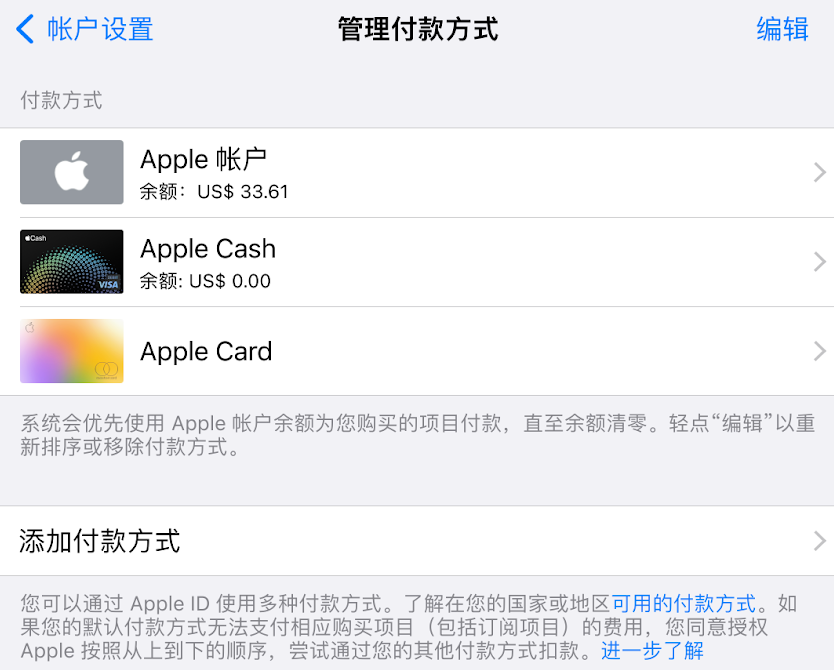 帐户设置 管理付款方式 编辑
付款方式
Apple 帐户
余额：US$ 33.61
Cash
VISA
Apple Cash
余额: US$ 0.00
Apple Card
系统会优先使用 Apple 帐户余额为您购买的项目付款，直至余额清零。轻点“编辑”以重
新排序或移除付款方式。
添加付款方式
您可以通过 Apple ID 使用多种付款方式。了解在您的国家或地区可用的付款方式。如
果您的默认付款方式无法支付相应购买项目（包括订阅项目）的费用，您同意授权
Apple 按照从上到下的顺序，尝试通过您的其他付款方式扣款。进一步了解